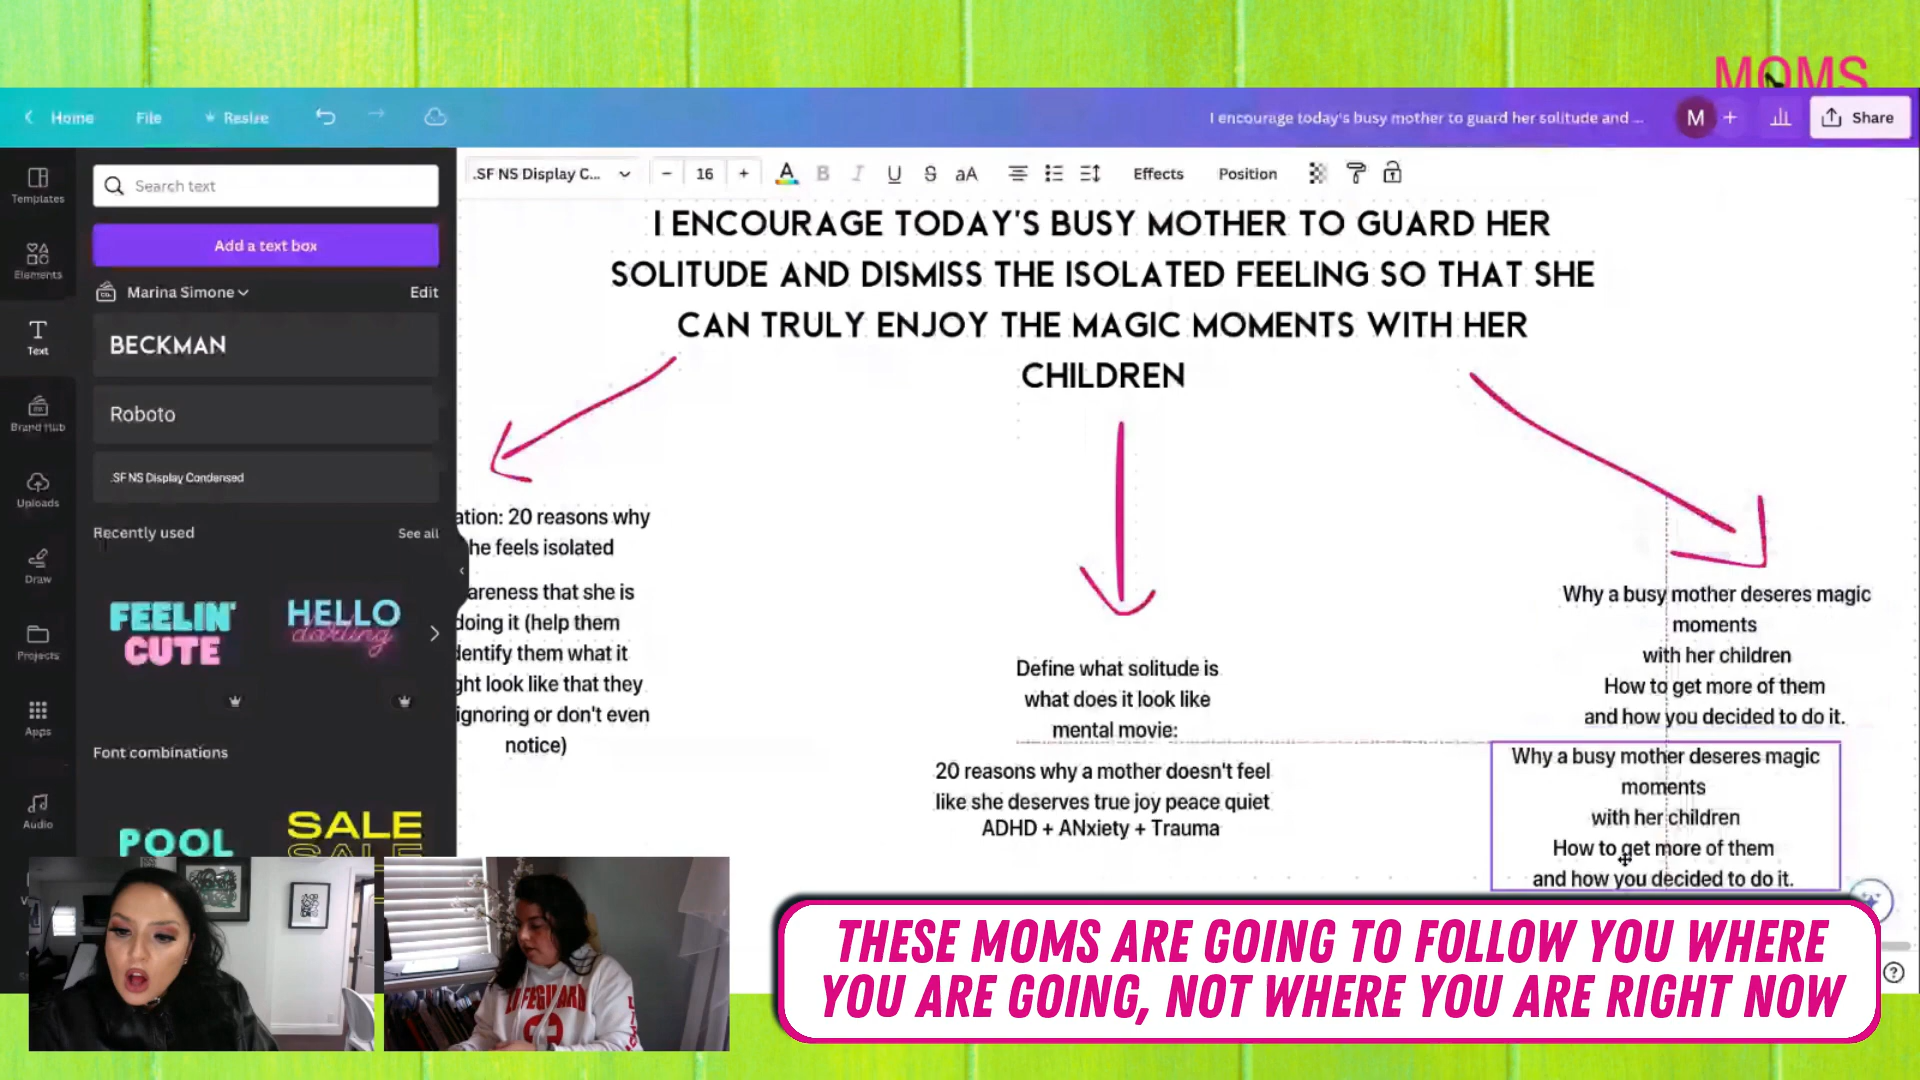 MOMS
Home File Resize
I encourage today's busy mother to guard her solitude and ...
M
Share
Templates
Elements
Text
Brand Hub
Uploads
Draw
Projects
Apps
Audio
Search text
Add a text box
Marina Simone
Edit
BECKMAN
Roboto
.SF NS Display Condensed
Recently used
See all
FEELIN'
CUTE
HELLO
darling
Font combinations
POOL
SALE
SALE
.SF NS Display C...
16
A B I U S aA
Effects Position
I ENCOURAGE TODAY'S BUSY MOTHER TO GUARD HER
SOLITUDE AND DISMISS THE ISOLATED FEELING SO THAT SHE
CAN TRULY ENJOY THE MAGIC MOMENTS WITH HER
CHILDREN
ation: 20 reasons why
he feels isolated
areness that she is
doing it (help them
dentify them what it
ght look like that they
ignoring or don't even
notice)
Define what solitude is
what does it look like
mental movie:
20 reasons why a mother doesn't feel
like she deserves true joy peace quiet
ADHD + ANxiety + Trauma
Why a busy mother deseres magic
moments
with her children
How to get more of them
and how you decided to do it.
Why a busy mother deseres magic
moments
with her children
How to get more of them
and how you decided to do it.
THESE MOMS ARE GOING TO FOLLOW YOU WHERE
YOU ARE GOING, NOT WHERE YOU ARE RIGHT NOW